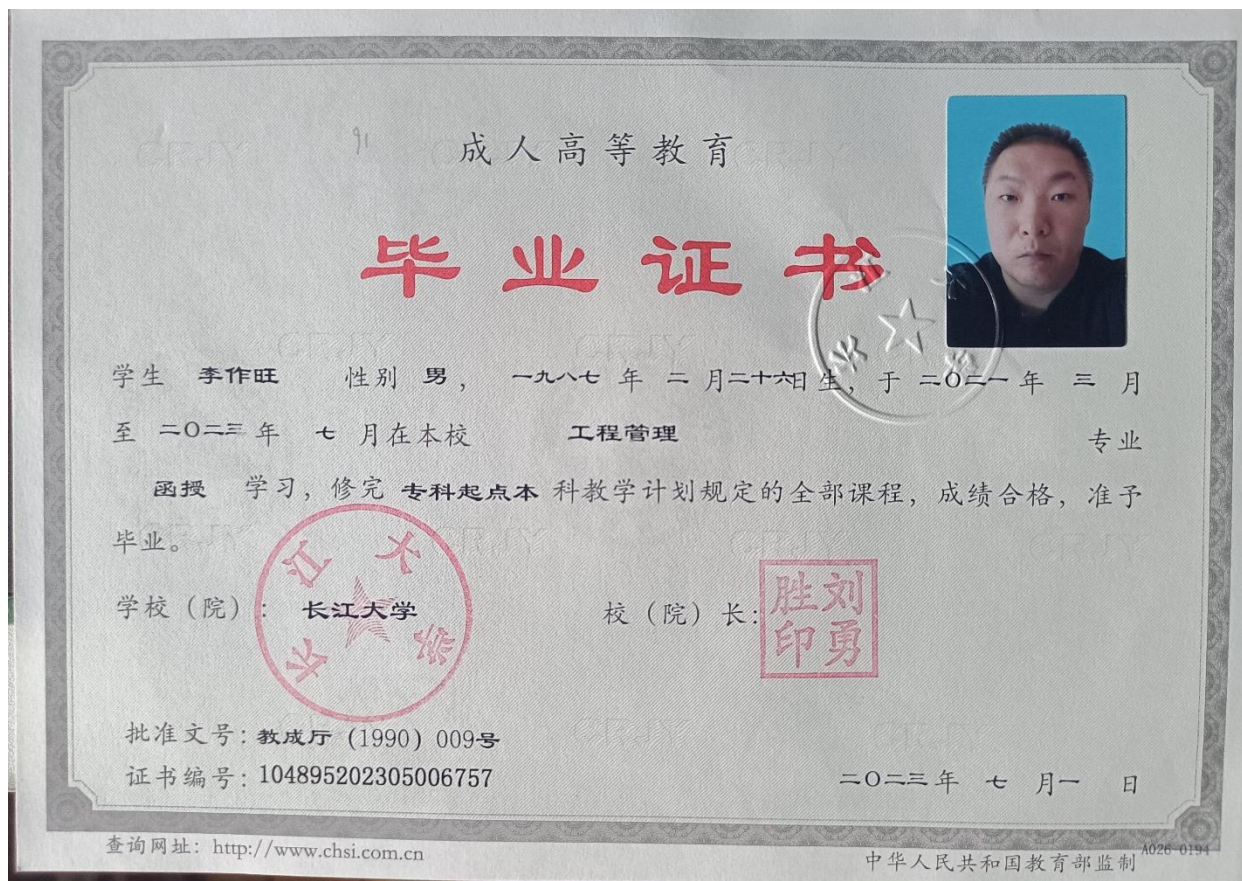 91
成人高等教育
毕业证书
学生 李作旺 性别 男， 一九八七 年 二 月二十六日生，于 二〇二一 年 三 月
至 二〇二三 年 七 月在本校 工程管理 专业
函授 学习，修完 专科起点本 科教学计划规定的全部课程，成绩合格，准予
毕业。
学校（院）： 长江大学 校（院）长：
长江大学
刘勇胜印
批准文号：教成厅（1990）009号
证书编号：104895202305006757 二〇二三年 七 月一 日
查询网址：http://www.chsi.com.cn
中华人民共和国教育部监制 A026-0194